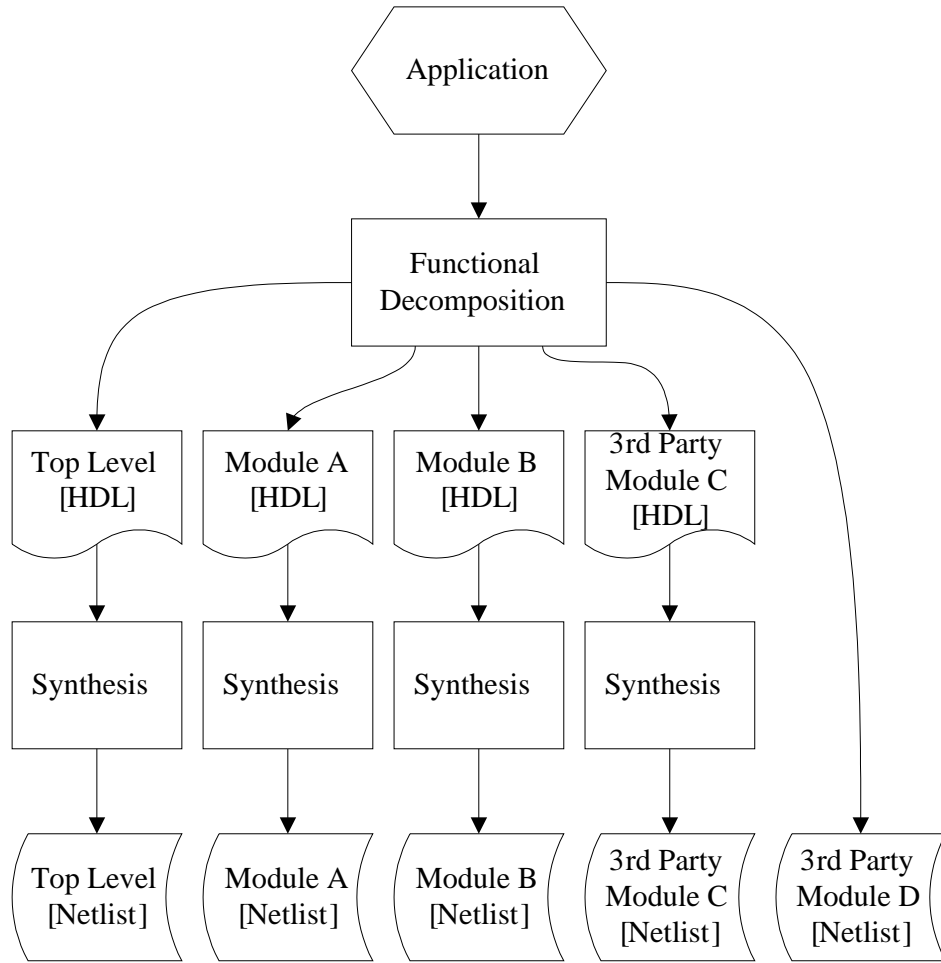 Application
Functional
Decomposition
Top Level
[HDL]
Module A
[HDL]
Module B
[HDL]
3rd Party
Module C
[HDL]
Synthesis
Synthesis
Synthesis
Synthesis
Top Level
[Netlist]
Module A
[Netlist]
Module B
[Netlist]
3rd Party
Module C
[Netlist]
3rd Party
Module D
[Netlist]